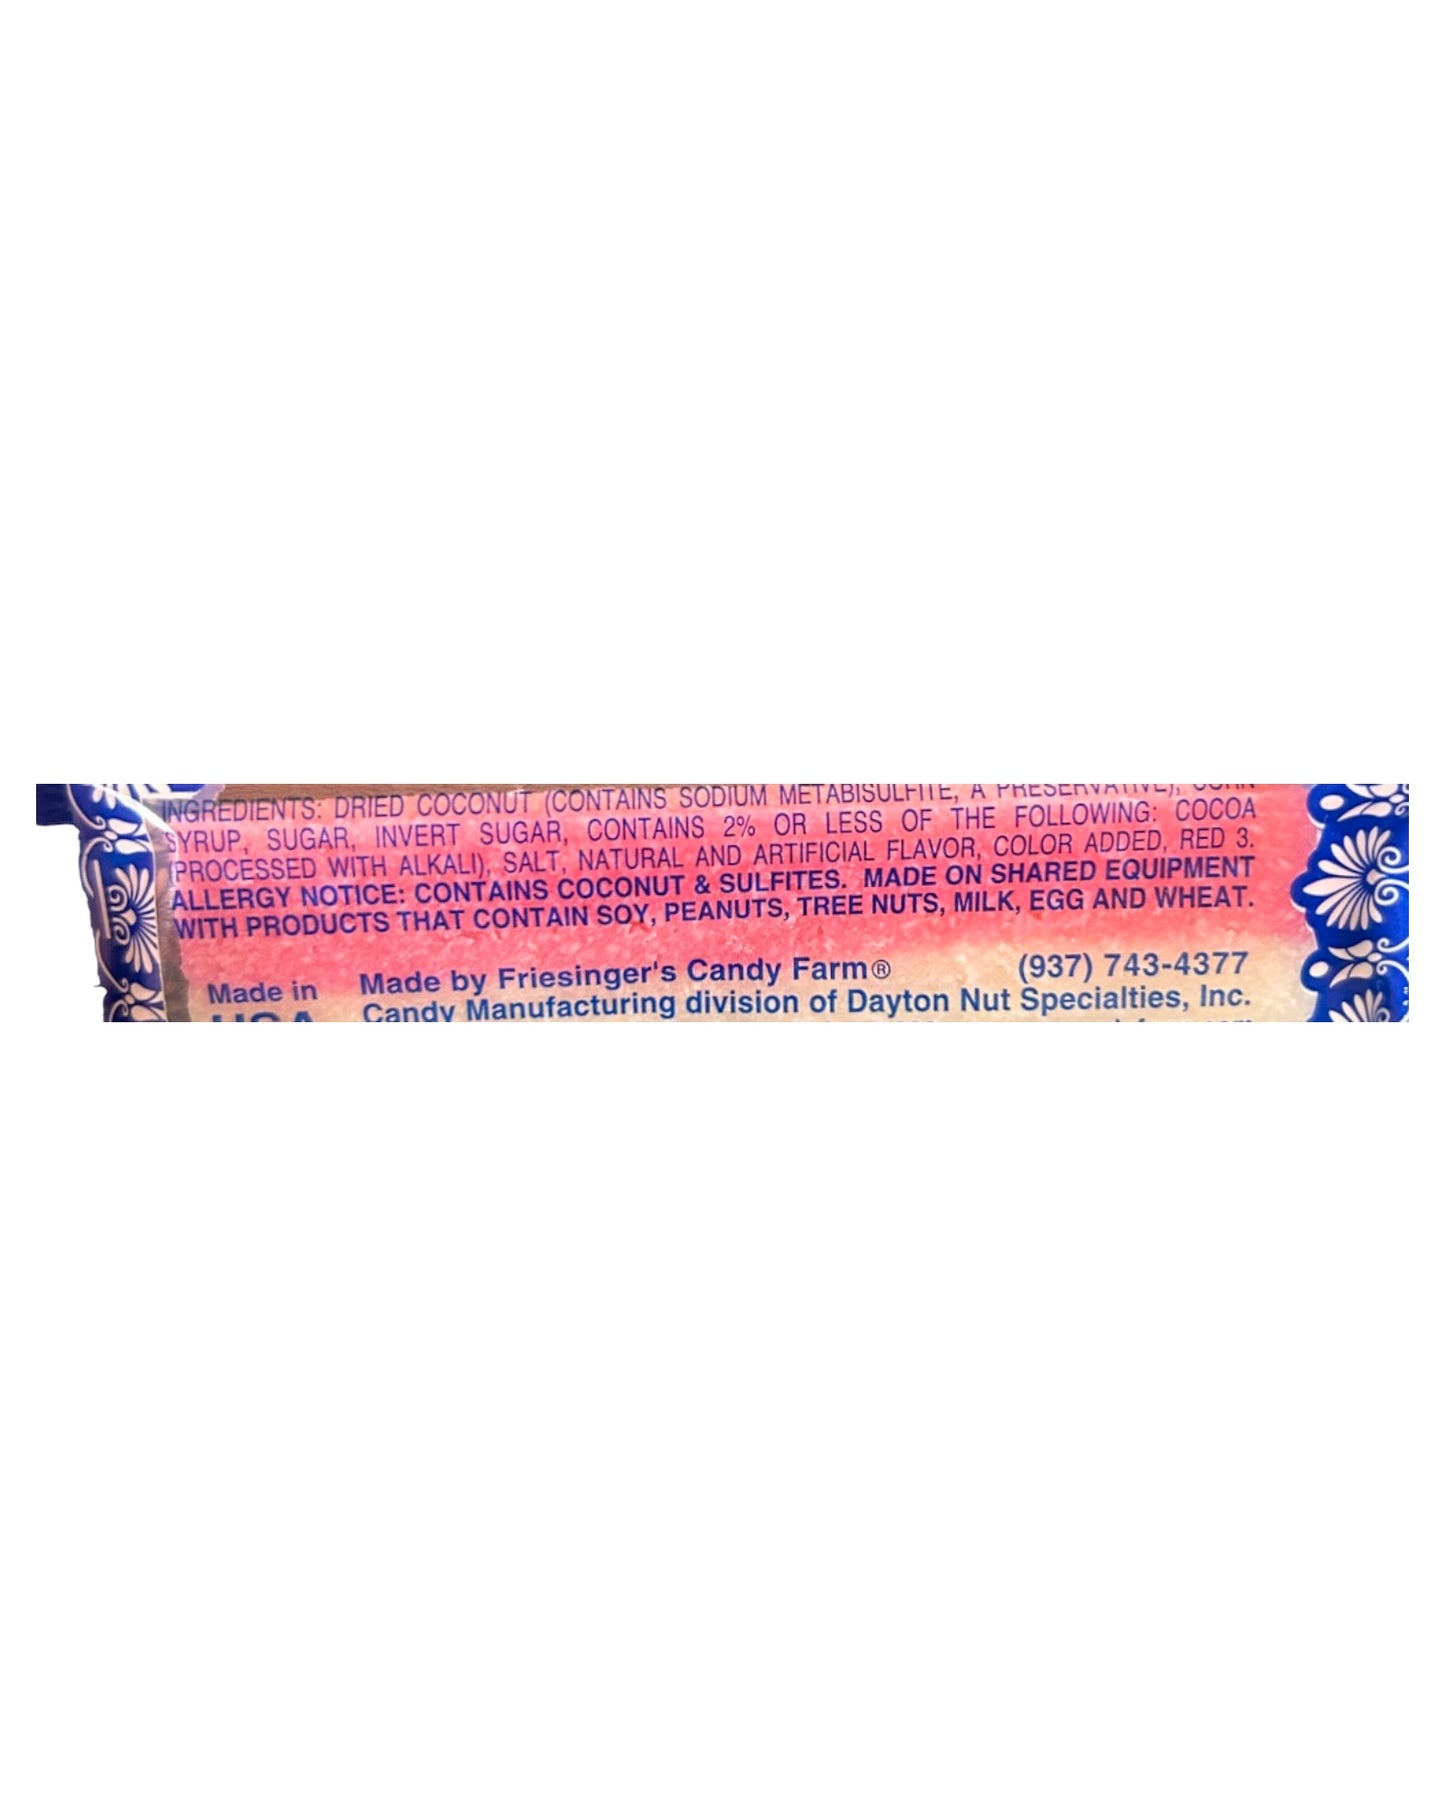 INGREDIENTS: DRIED COCONUT (CONTAINS SODIUM METABISULFITE, A PRESERVATIVE), CORN
SYRUP, SUGAR, INVERT SUGAR, CONTAINS 2% OR LESS OF THE FOLLOWING: COCOA
(PROCESSED WITH ALKALI), SALT, NATURAL AND ARTIFICIAL FLAVOR, COLOR ADDED, RED 3.
ALLERGY NOTICE: CONTAINS COCONUT & SULFITES. MADE ON SHARED EQUIPMENT
WITH PRODUCTS THAT CONTAIN SOY, PEANUTS, TREE NUTS, MILK, EGG AND WHEAT.
Made in
USA
Made by Friesinger's Candy Farm® (937) 743-4377
Candy Manufacturing division of Dayton Nut Specialties, Inc.